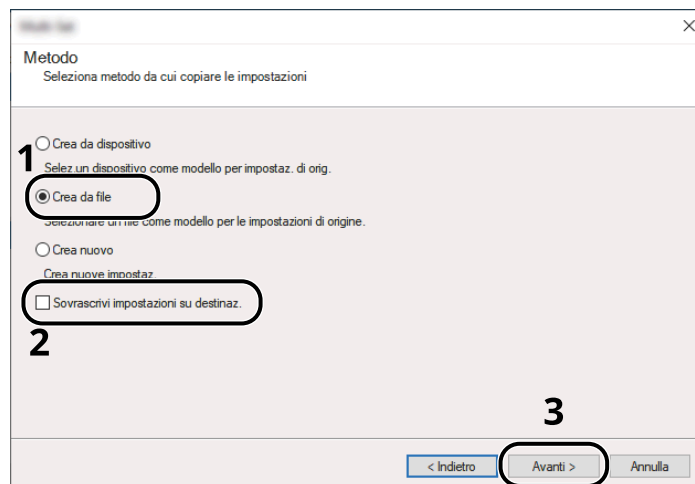 Metodo
Seleziona metodo da cui copiare le impostazioni
Crea da dispositivo
1
Selez.un dispositivo come modello per impostaz. di orig.
Crea da file
Selezionare un file come modello per le impostazioni di origine.
Crea nuovo
Crea nuove impostaz.
Sovrascrivi impostazioni su destinaz.
2
3
< Indietro
Avanti >
Annulla